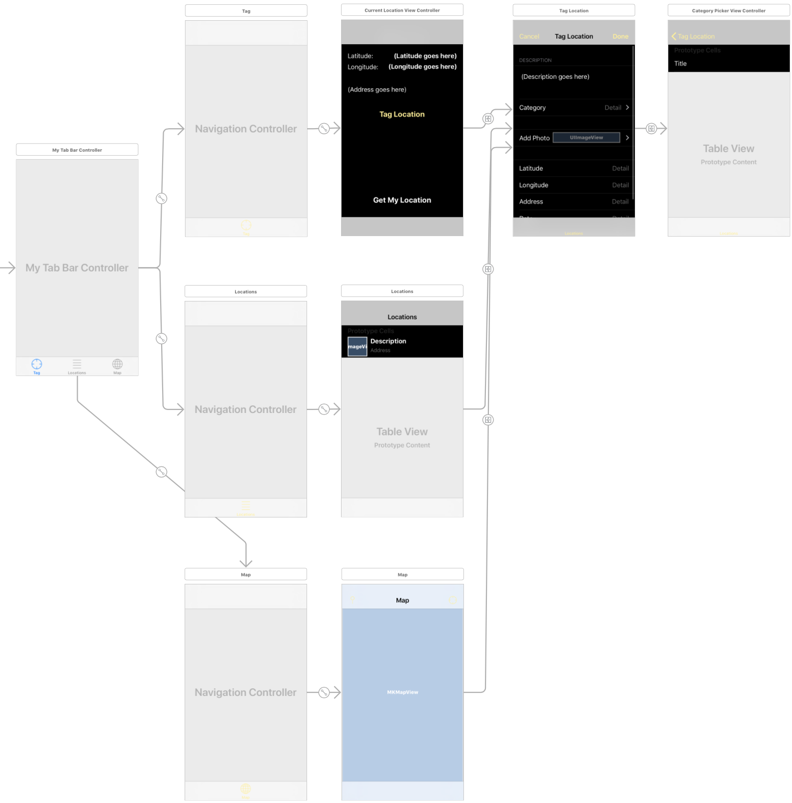 Tag
Current Location View Controller
Tag Location
Category Picker View Controller
Navigation Controller
Latitude: (Latitude goes here)
Longitude: (Longitude goes here)
(Address goes here)
Tag Location
Get My Location
Cancel Tag Location Done
DESCRIPTION
(Description goes here)
Category Detail
Add Photo UIImageView
Latitude Detail
Longitude Detail
Address Detail
Tag Location
Prototype Cells
Title
Table View
Prototype Content
My Tab Bar Controller
My Tab Bar Controller
Tag Locations Map
Locations
Navigation Controller
Locations
Locations
Prototype Cells
Description
Address
Table View
Prototype Content
Map
Navigation Controller
Map
Map
MKMapView